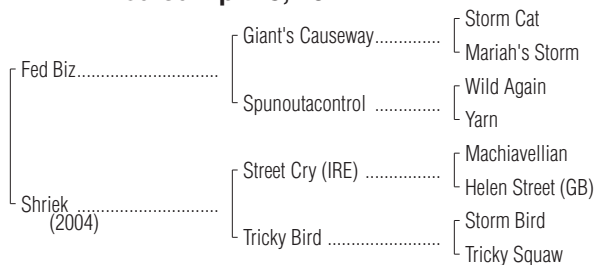 Fed Biz
Shriek
(2004)
Giant's Causeway
Spunoutacontrol
Street Cry (IRE)
Tricky Bird
Storm Cat
Mariah's Storm
Wild Again
Yarn
Machiavellian
Helen Street (GB)
Storm Bird
Tricky Squaw